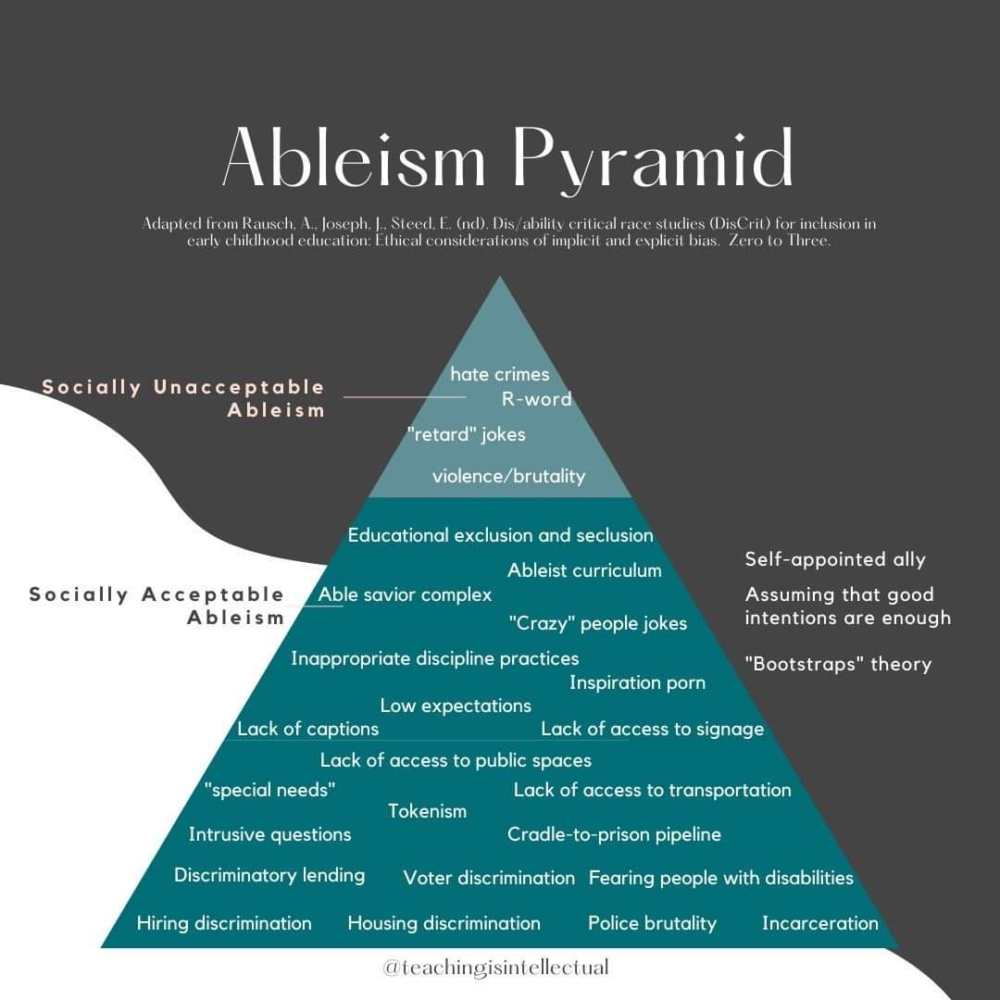 Ableism Pyramid
Adapted from Rausch, A., Joseph, J., Steed, E. (nd). Dis/ability critical race studies (DisCrit) for inclusion in
early childhood education: Ethical considerations of implicit and explicit bias. Zero to Three.
Socially Unacceptable
Ableism
hate crimes
R-word
"retard" jokes
violence/brutality
Socially Acceptable
Ableism
Educational exclusion and seclusion
Ableist curriculum
Able savior complex
"Crazy" people jokes
Inappropriate discipline practices
Inspiration porn
Low expectations
Lack of captions
Lack of access to signage
Lack of access to public spaces
"special needs"
Lack of access to transportation
Tokenism
Intrusive questions
Cradle-to-prison pipeline
Discriminatory lending
Voter discrimination
Fearing people with disabilities
Hiring discrimination
Housing discrimination
Police brutality
Incarceration
Self-appointed ally
Assuming that good
intentions are enough
"Bootstraps" theory
@teachingisintellectual